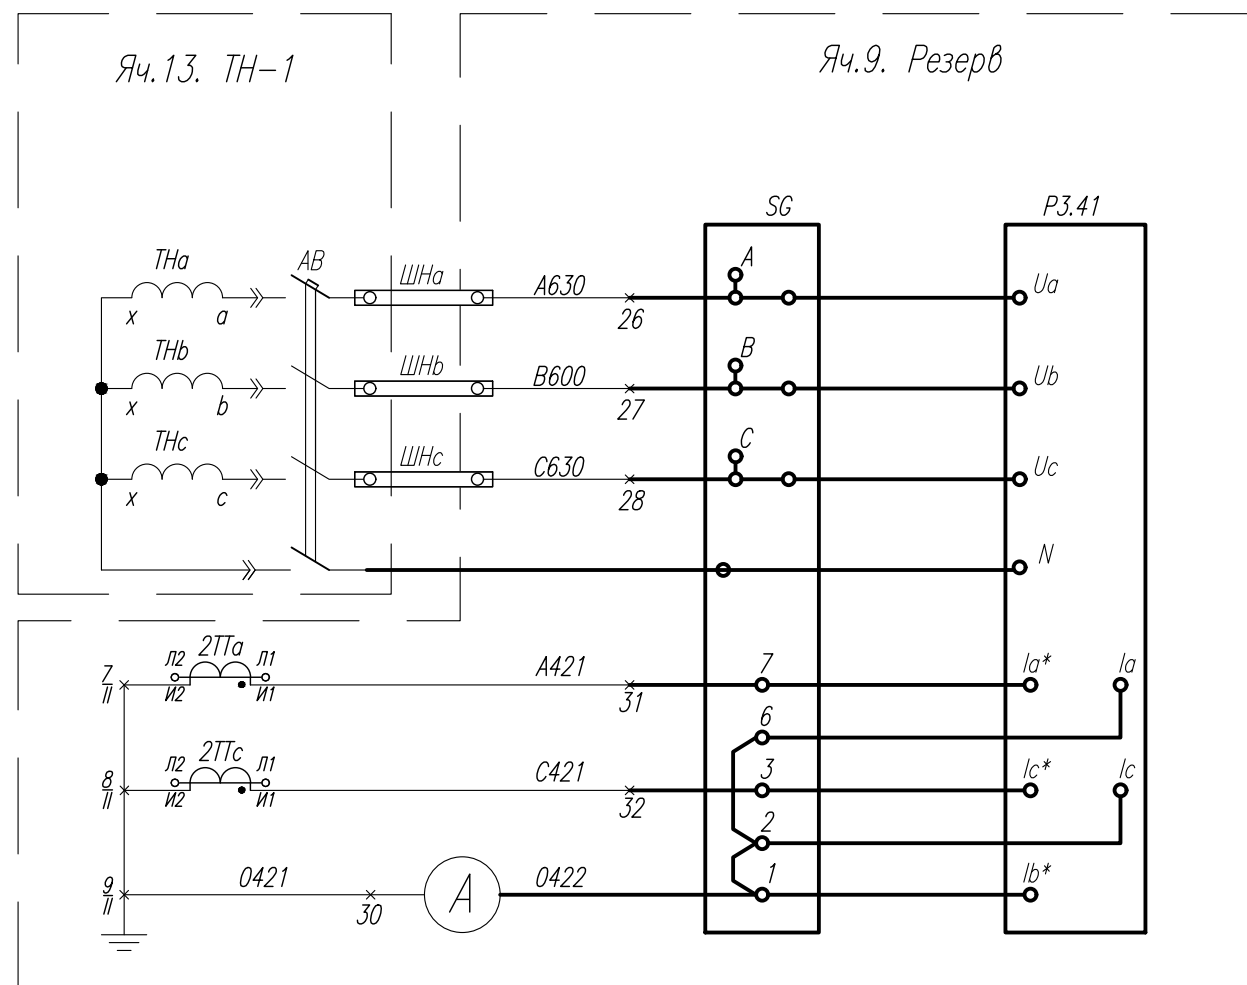 Яч.13. ТН-1
Яч.9. Резерв
SG
РЗ.41
ТНа
АВ
ШНа
А630
А
Ua
х
а
26
ТНb
ШНb
В600
В
Ub
х
b
27
ТНс
ШНс
С630
С
Uc
х
с
28
N
7
II
Л2
2ТТа
Л1
И2
И1
А421
31
7
Ia*
Ia
6
8
II
Л2
2ТТс
Л1
И2
И1
С421
32
3
Ic*
Ic
2
9
II
0421
30
А
0422
1
Ib*